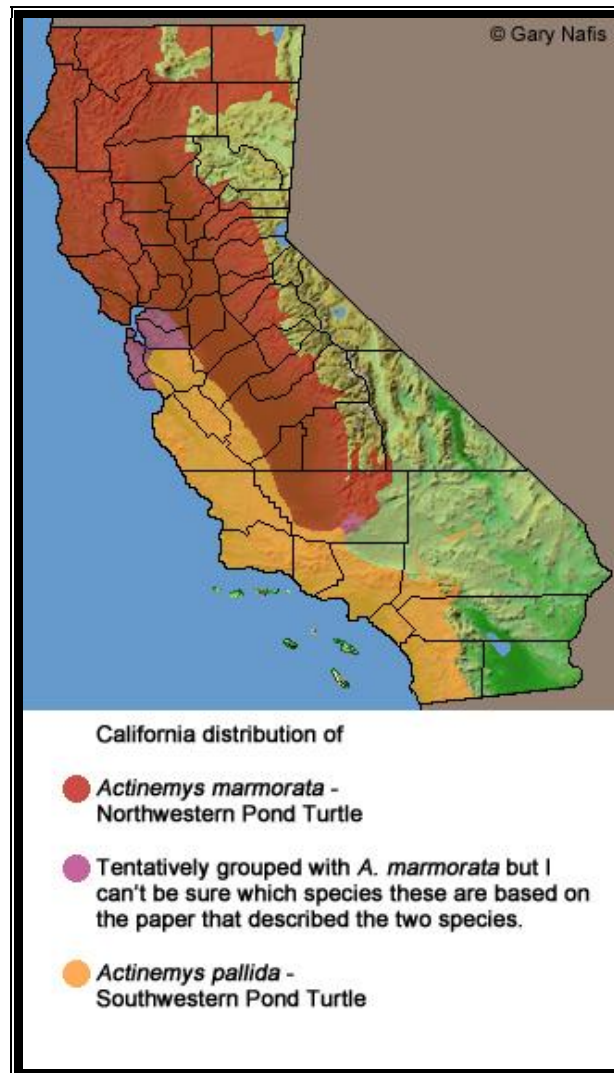 © Gary Nafis
California distribution of
Actinemys marmorata -
Northwestern Pond Turtle
Tentatively grouped with A. marmorata but I
can't be sure which species these are based on
the paper that described the two species.
Actinemys pallida -
Southwestern Pond Turtle